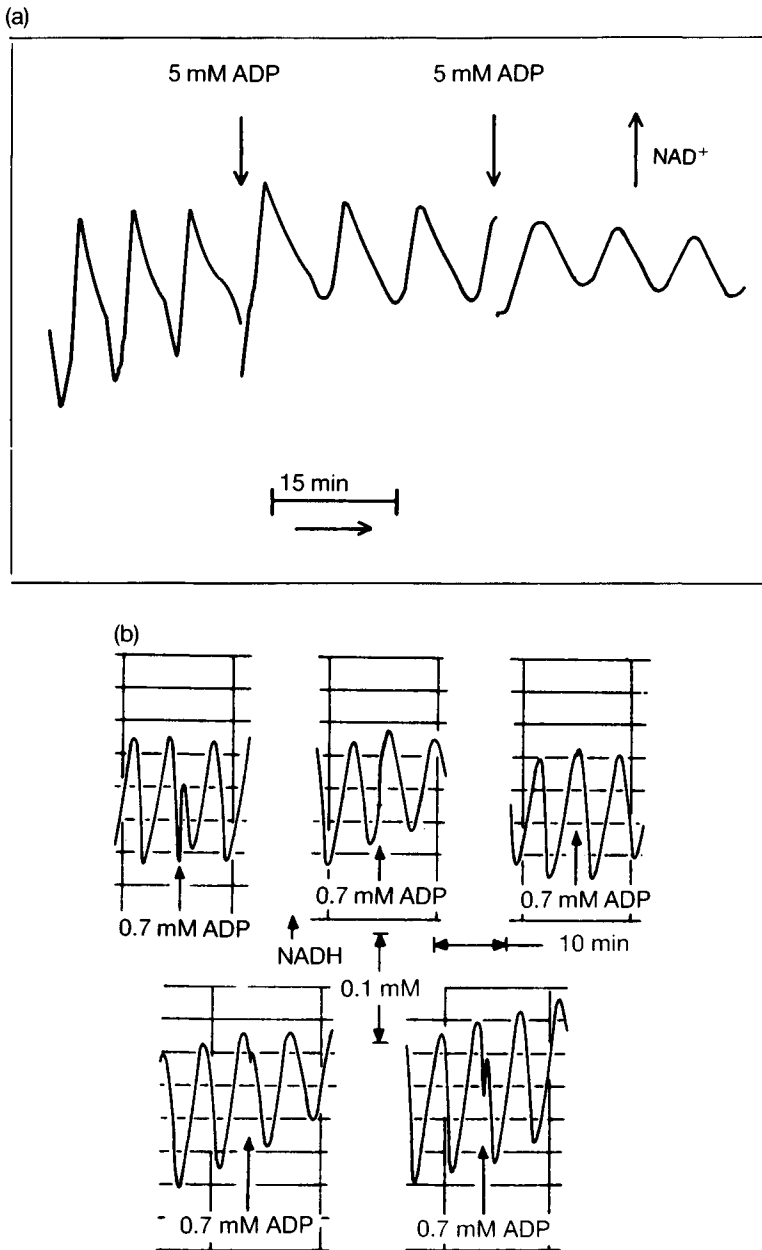 (a)
5 mM ADP 5 mM ADP
NAD⁺
15 min
(b)
0.7 mM ADP 0.7 mM ADP 0.7 mM ADP
NADH
10 min
0.1 mM
0.7 mM ADP 0.7 mM ADP